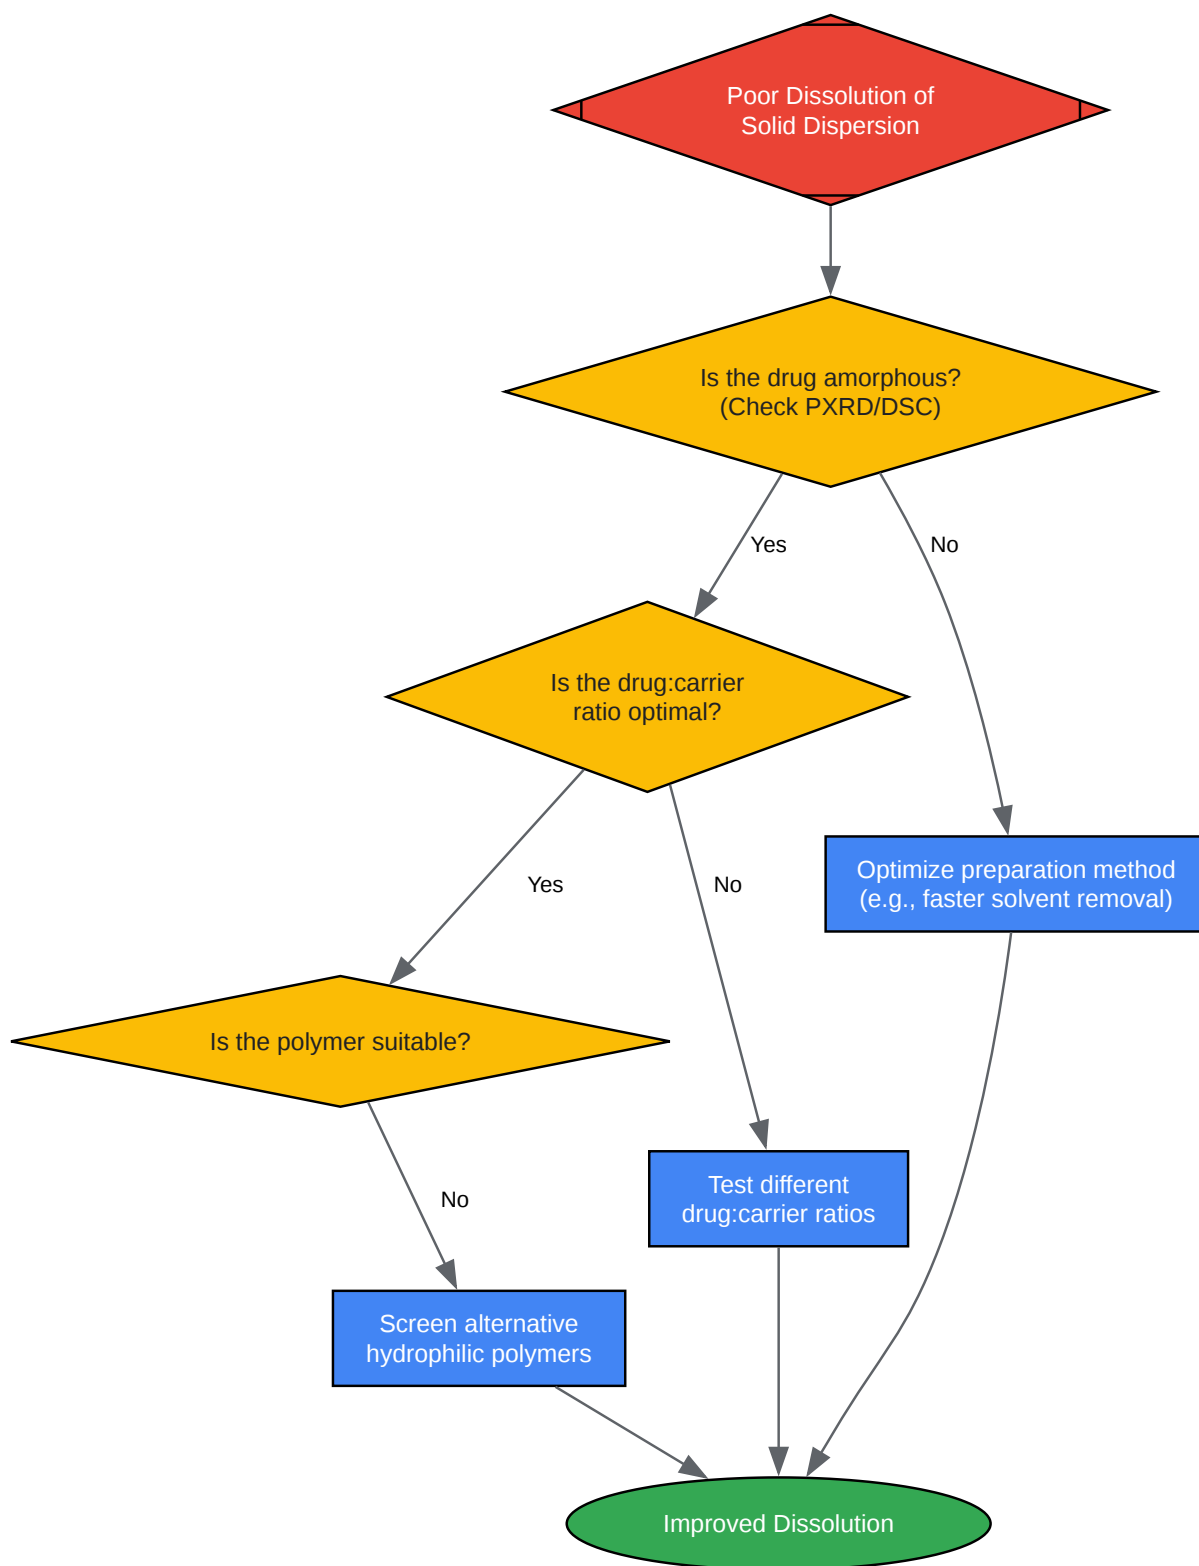 Poor Dissolution of
Solid Dispersion
Is the drug amorphous?
(Check PXRD/DSC)
Yes
No
Is the drug:carrier
ratio optimal?
Yes
No
Optimize preparation method
(e.g., faster solvent removal)
Is the polymer suitable?
No
Test different
drug:carrier ratios
Screen alternative
hydrophilic polymers
Improved Dissolution